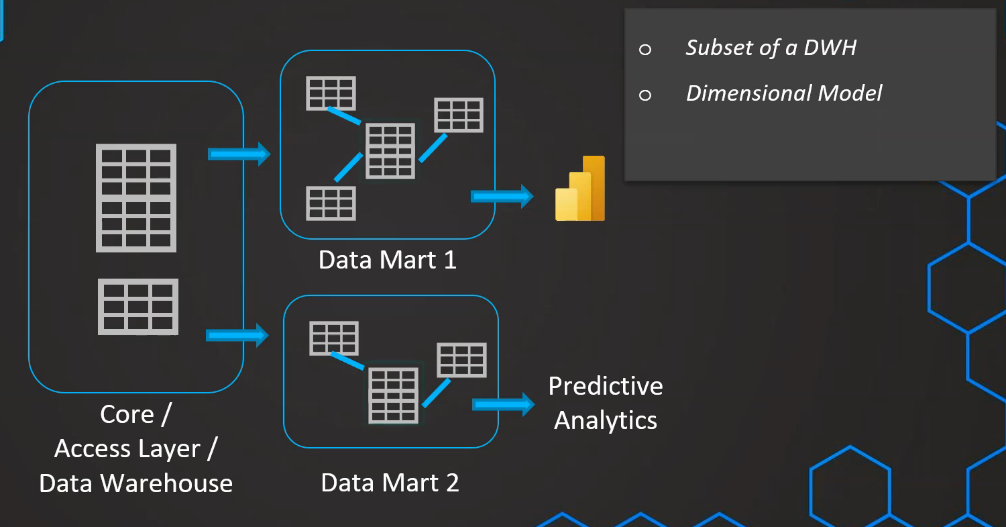 Subset of a DWH
Dimensional Model
Data Mart 1
Core /
Access Layer /
Data Warehouse
Data Mart 2
Predictive
Analytics